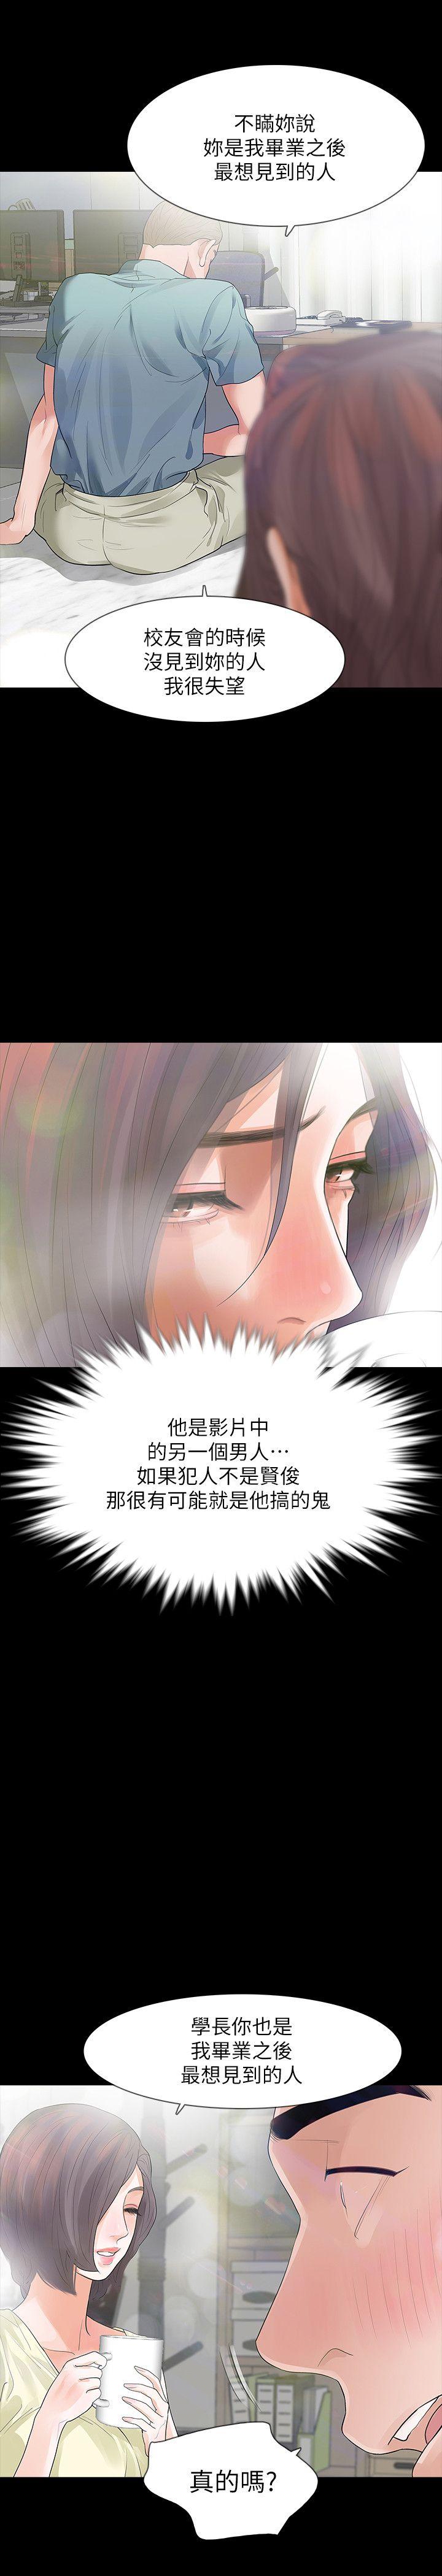 不瞞妳說
妳是我畢業之後
最想見到的人
校友會的時候
沒見到妳的人
我很失望
他是影片中
的另一個男人⋯
如果犯人不是賢俊
那很有可能就是他搞的鬼
學長你也是
我畢業之後
最想見到的人
真的嗎?